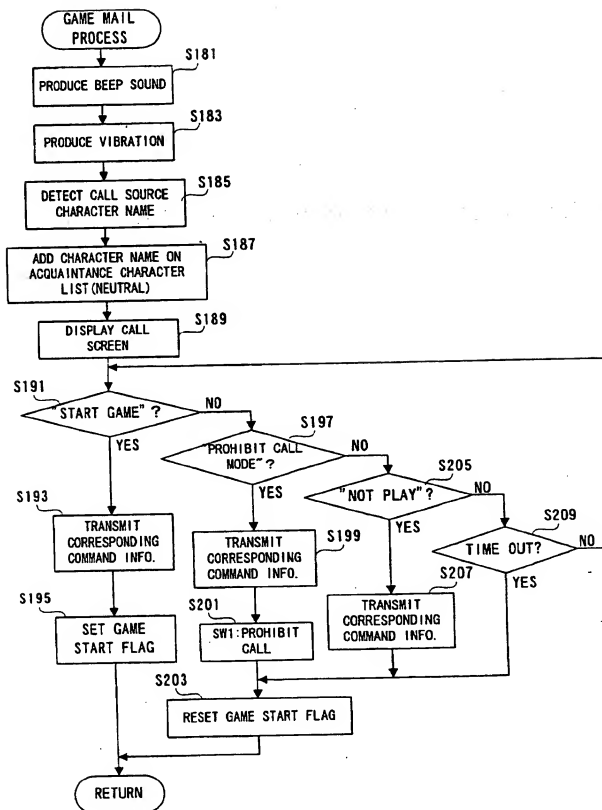 GAME MAIL
PROCESS
S181
PRODUCE BEEP SOUND
S183
PRODUCE VIBRATION
S185
DETECT CALL SOURCE
CHARACTER NAME
S187
ADD CHARACTER NAME ON
ACQUAINTANCE CHARACTER
LIST(NEUTRAL)
S189
DISPLAY CALL
SCREEN
S191
"START GAME"?
NO
YES
S197
"PROHIBIT CALL
MODE"?
NO
YES
S205
"NOT PLAY"?
NO
YES
S209
TIME OUT?
NO
YES
S193
TRANSMIT
CORRESPONDING
COMMAND INFO.
S199
TRANSMIT
CORRESPONDING
COMMAND INFO.
S207
TRANSMIT
CORRESPONDING
COMMAND INFO.
S195
SET GAME
START FLAG
S201
SW1:PROHIBIT
CALL
S203
RESET GAME START FLAG
RETURN